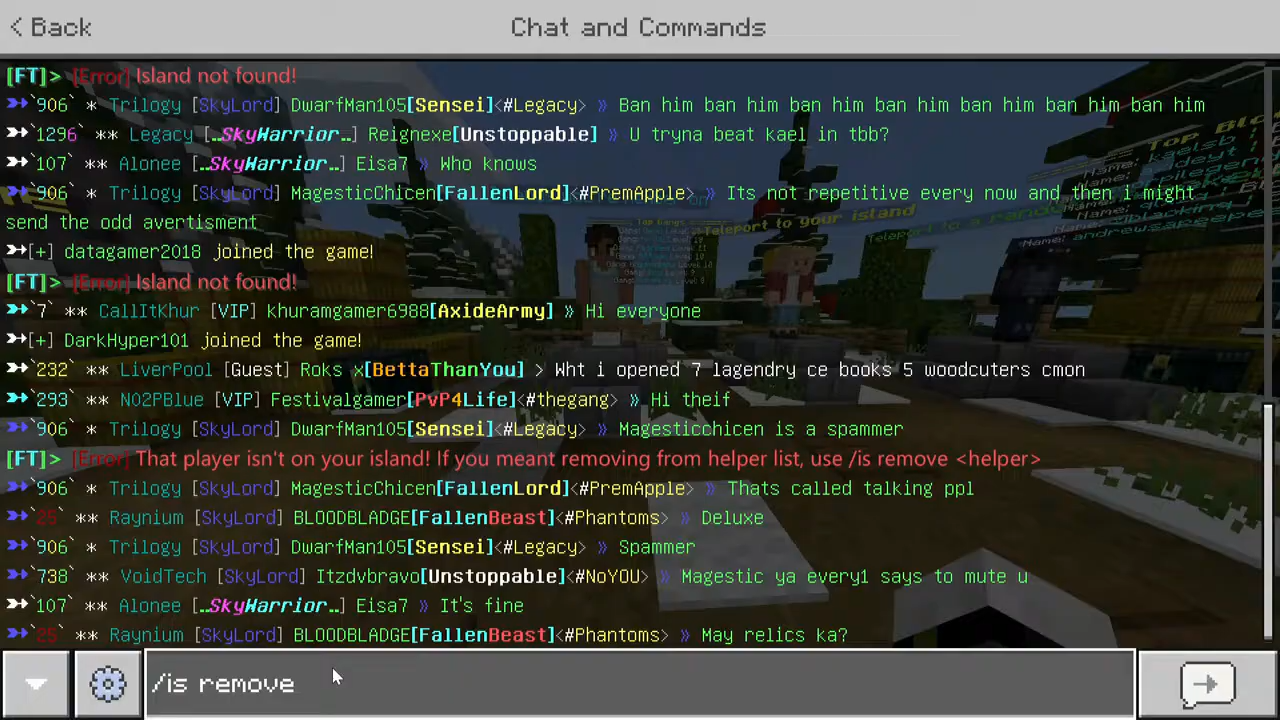 < Back
Chat and Commands
[FT]> [Error] Island not found!
➳`906` * Trilogy [SkyLord] DwarfMan105[Sensei]<#Legacy> » Ban him ban him ban him ban him ban him ban him ban him
➳`1296` ** Legacy [..SkyWarrior..] Reignexe[Unstoppable] » U tryna beat kael in tbb?
➳`107` ** Alonee [..SkyWarrior..] Eisa7 » Who knows
➳`906` * Trilogy [SkyLord] MagesticChicen[FallenLord]<#PremApple> » Its not repetitive every now and then i might
send the odd avertisment
➳[+] datagamer2018 joined the game!
[FT]> [Error] Island not found!
➳`7` ** CallItKhur [VIP] khuramgamer6988[AxideArmy] » Hi everyone
➳[+] DarkHyper101 joined the game!
➳`232` ** LiverPool [Guest] Roks x[BettaThanYou] > Wht i opened 7 lagendry ce books 5 woodcuters cmon
➳`293` ** NO2PBlue [VIP] Festivalgamer[PvP4Life]<#thegang> » Hi theif
➳`906` * Trilogy [SkyLord] DwarfMan105[Sensei]<#Legacy> » Magesticchicen is a spammer
[FT]> [Error] That player isn't on your island! If you meant removing from helper list, use /is remove <helper>
➳`906` * Trilogy [SkyLord] MagesticChicen[FallenLord]<#PremApple> » Thats called talking ppl
➳`25` ** Raynium [SkyLord] BLOODBLADGE[FallenBeast]<#Phantoms> » Deluxe
➳`906` * Trilogy [SkyLord] DwarfMan105[Sensei]<#Legacy> » Spammer
➳`738` ** VoidTech [SkyLord] Itzdvbravo[Unstoppable]<#NoYOU> » Magestic ya every1 says to mute u
➳`107` ** Alonee [..SkyWarrior..] Eisa7 » It's fine
➳`25` ** Raynium [SkyLord] BLOODBLADGE[FallenBeast]<#Phantoms> » May relics ka?
/is remove
Teleport to your island